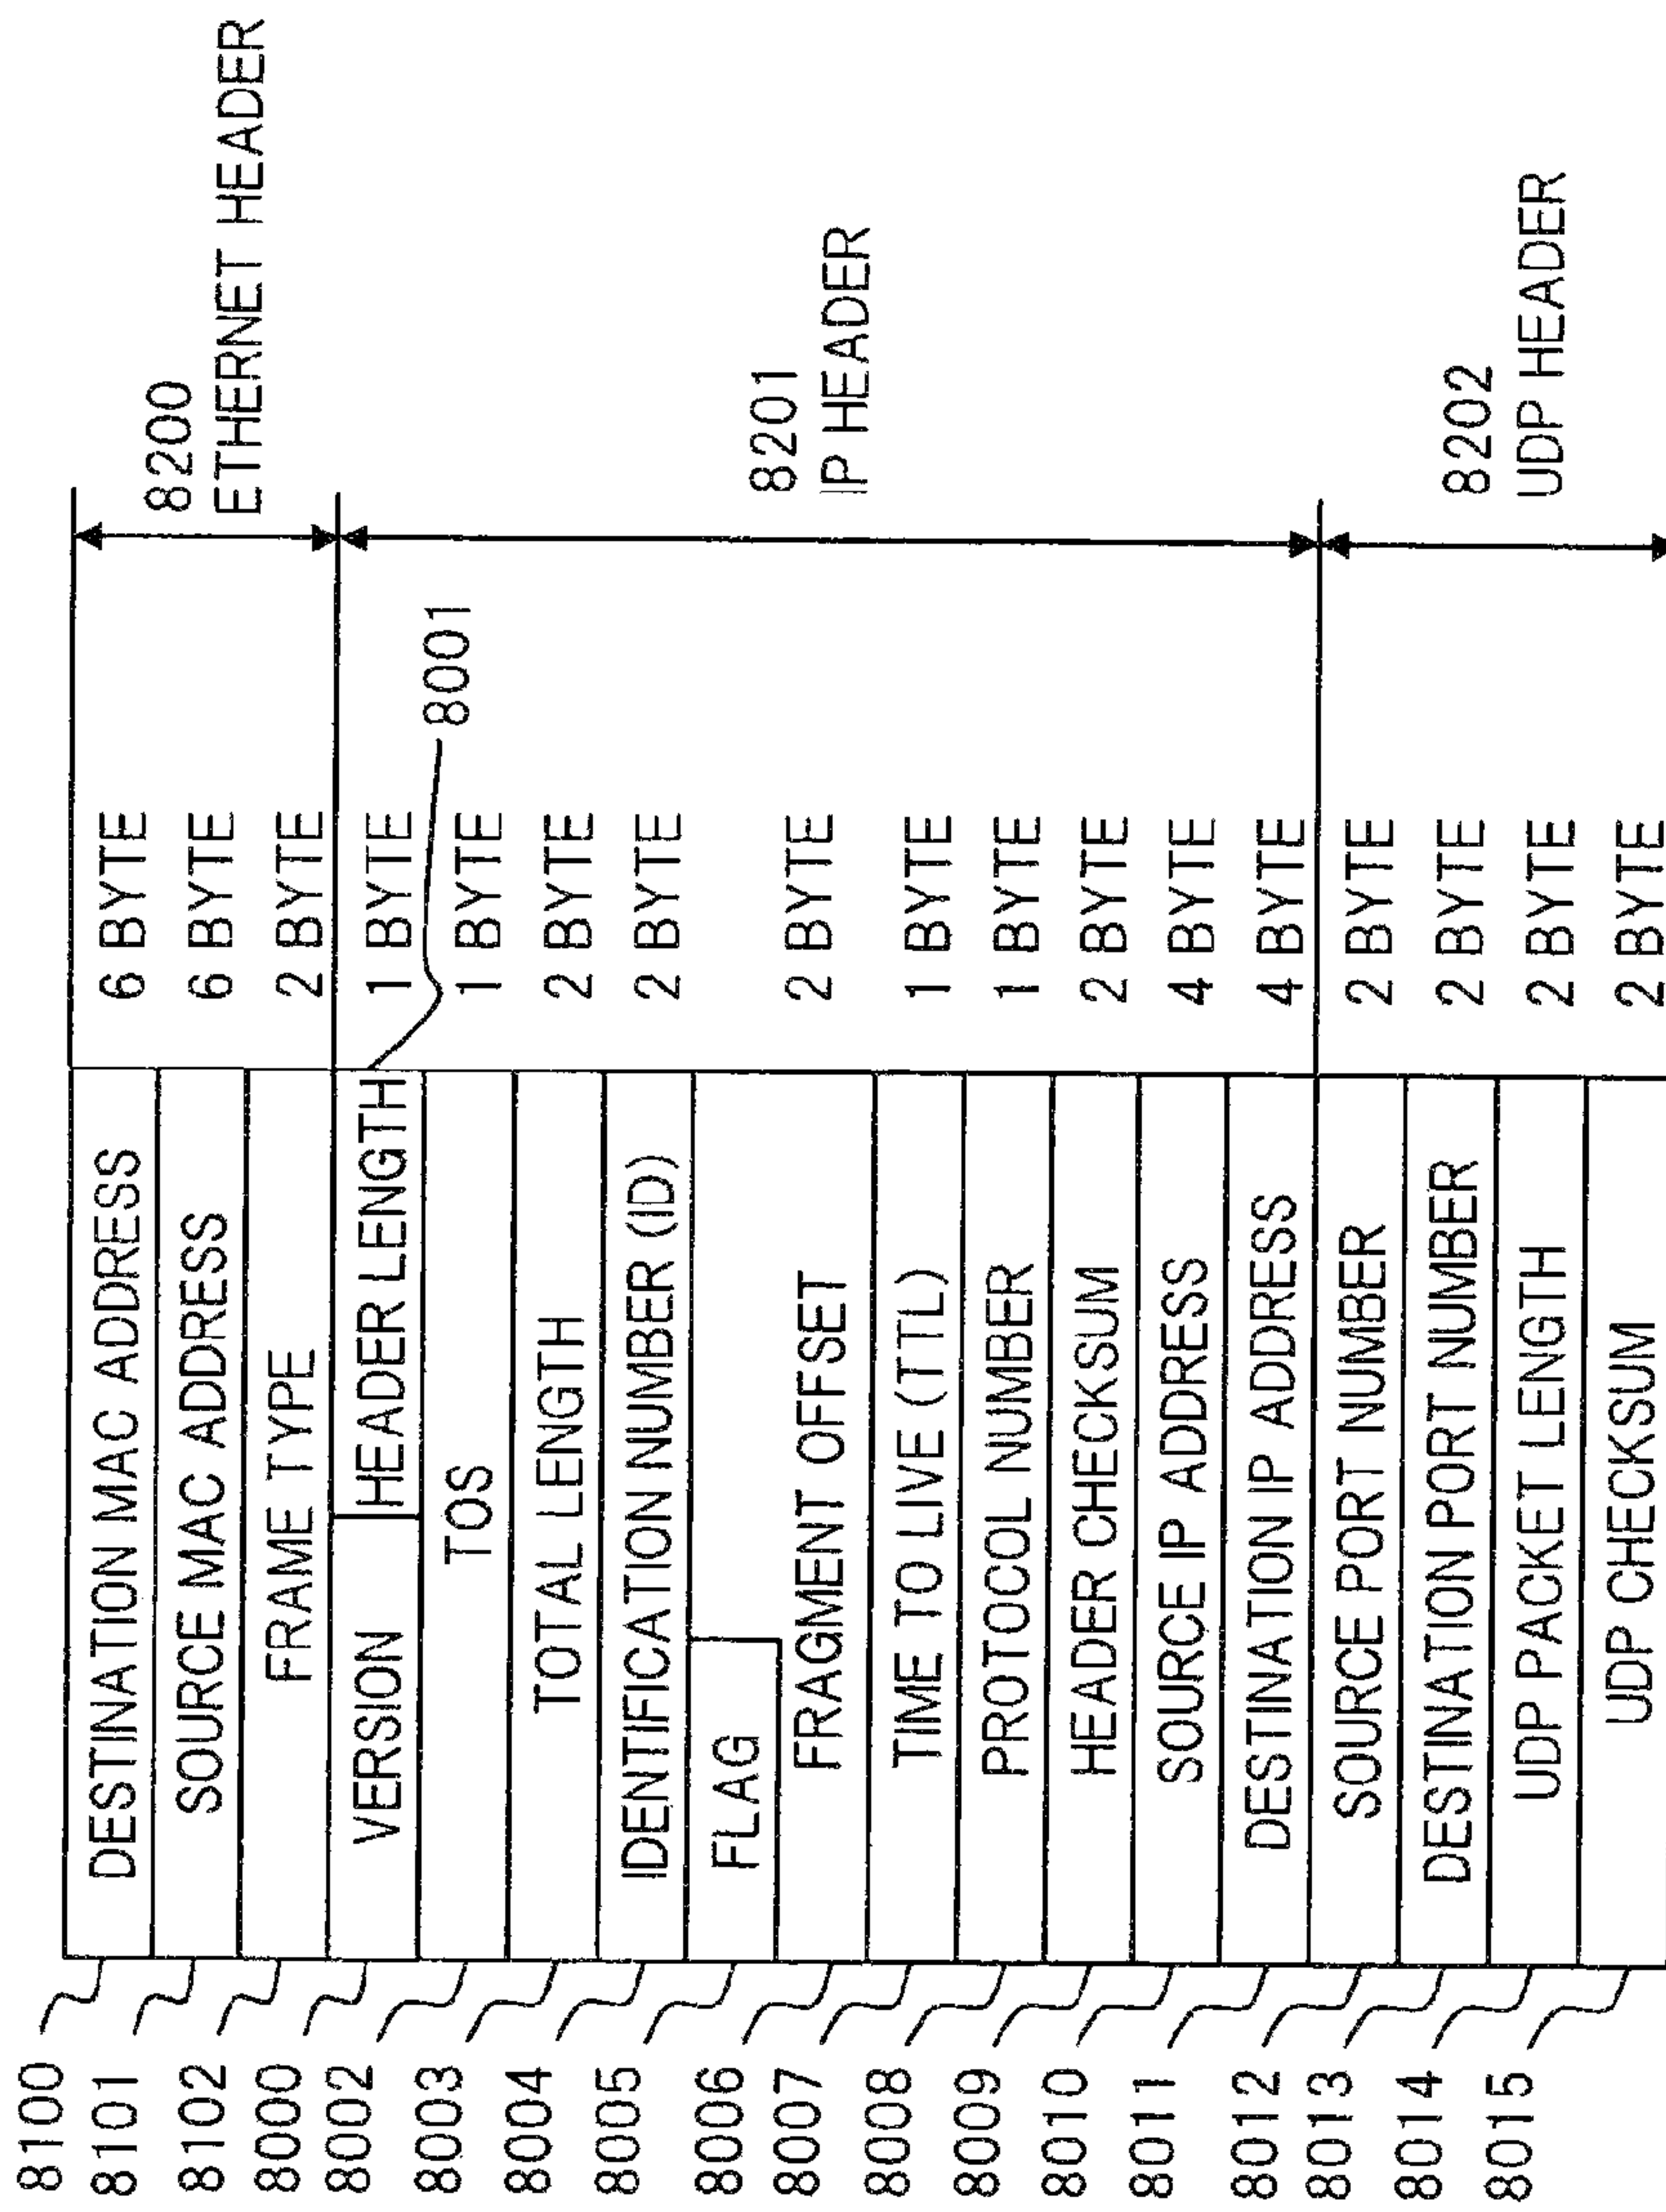 8100 DESTINATION MAC ADDRESS 6 BYTE
8101 SOURCE MAC ADDRESS 6 BYTE
8102 FRAME TYPE 2 BYTE
8200
ETHERNET HEADER
8000 VERSION HEADER LENGTH 1 BYTE
8001
8002 TOS 1 BYTE
8003 TOTAL LENGTH 2 BYTE
8004 IDENTIFICATION NUMBER (ID) 2 BYTE
8005 FLAG
8006 FRAGMENT OFFSET 2 BYTE
8007 TIME TO LIVE (TTL) 1 BYTE
8008 PROTOCOL NUMBER 1 BYTE
8009 HEADER CHECKSUM 2 BYTE
8010 SOURCE IP ADDRESS 4 BYTE
8011 DESTINATION IP ADDRESS 4 BYTE
8201
IP HEADER
8012 SOURCE PORT NUMBER 2 BYTE
8013 DESTINATION PORT NUMBER 2 BYTE
8014 UDP PACKET LENGTH 2 BYTE
8015 UDP CHECKSUM 2 BYTE
8202
UDP HEADER